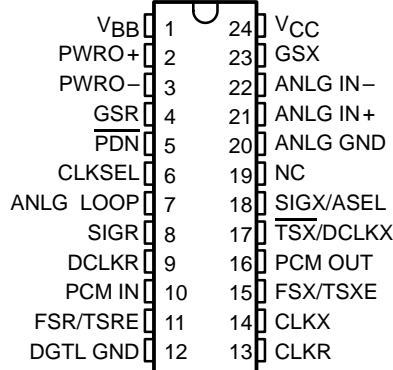 VBB 1 24 VCC
PWRO+ 2 23 GSX
PWRO– 3 22 ANLG IN–
GSR 4 21 ANLG IN+
P̅D̅N̅ 5 20 ANLG GND
CLKSEL 6 19 NC
ANLG LOOP 7 18 SIGX/ASEL
SIGR 8 17 T̅S̅X̅/DCLKX
DCLKR 9 16 PCM OUT
PCM IN 10 15 FSX/TSXE
FSR/TSRE 11 14 CLKX
DGTL GND 12 13 CLKR